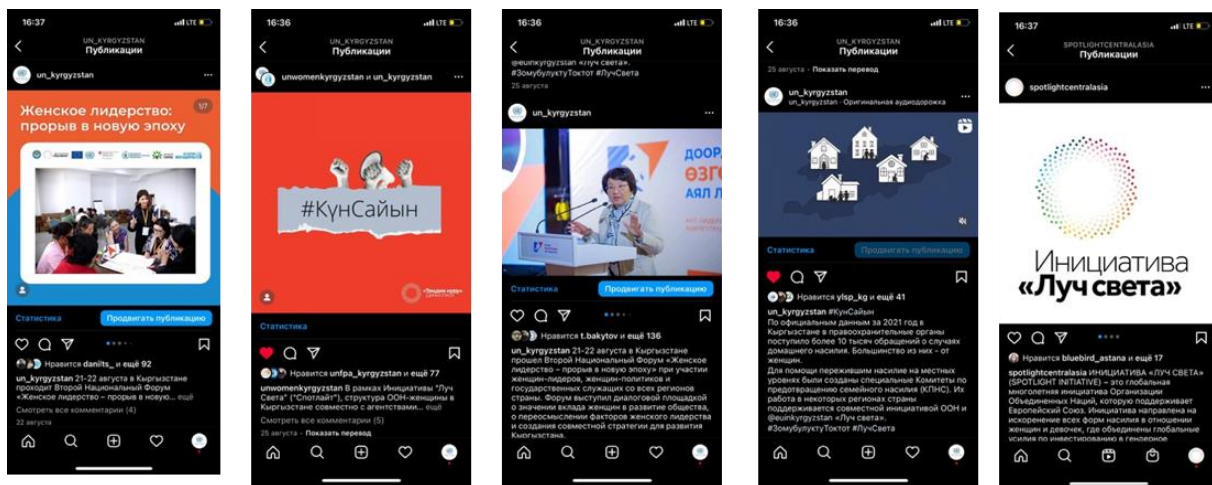 16:37
LTE
UN_KYRGYZSTAN
Публикации
un_kyrgyzstan
Женское лидерство:
прорыв в новую эпоху
1/7
Статистика
Продвигать публикацию
Нравится danilts_ и ещё 92
un_kyrgyzstan 21-22 августа в Кыргызстане
проходит Второй Национальный Форум
«Женское лидерство – прорыв в новую... ещё
Смотреть все комментарии (4)
22 августа
16:36
LTE
UN_KYRGYZSTAN
Публикации
unwomenkyrgyzstan и un_kyrgyzstan
#КүнСайын
Статистика
Нравится unfpa_kyrgyz и ещё 77
unwomenkyrgyzstan В рамках Инициативы "Луч
Света" ("Спотлайт"), структура ООН-женщины в
Кыргызстане совместно с агентствами... ещё
Смотреть все комментарии (5)
25 августа · Показать перевод
16:36
LTE
UN_KYRGYZSTAN
Публикации
@euinkyrgyzstan «Луч света».
#ЗомубулуктуТоктот #ЛучСвета
25 августа
un_kyrgyzstan
ДООР
ӨЗГ
АЯЛ Л
Статистика
Продвигать публикацию
Нравится t.bakytov и ещё 136
un_kyrgyzstan 21-22 августа в Кыргызстане
прошел Второй Национальный Форум «Женское
лидерство – прорыв в новую эпоху» при участии
женщин-лидеров, женщин-политиков и
государственных служащих со всех регионов
страны. Форум выступил диалоговой площадкой
о значении вклада женщин в развитие общества,
о переосмыслении факторов женского лидерства
и создания совместной стратегии для развития
Кыргызстана.
16:36
LTE
UN_KYRGYZSTAN
Публикации
25 августа · Показать перевод
un_kyrgyzstan
un_kyrgyzstan · Оригинальная аудиодорожка
Статистика
Продвигать публикацию
Нравится ylsp_kg и ещё 41
un_kyrgyzstan #КүнСайын
По официальным данным за 2021 год в
Кыргызстане в правоохранительные органы
поступило более 10 тысяч обращений о случаях
домашнего насилия. Большинство из них - от
женщин.
Для помощи пережившим насилие на местных
уровнях были созданы специальные Комитеты по
предотвращению семейного насилия (КПНС). Их
работа в некоторых регионах страны
поддерживается совместной инициативой ООН и
@euinkyrgyzstan «Луч света».
#ЗомубулуктуТоктот #ЛучСвета
16:37
LTE
SPOTLIGHTCENTRALASIA
Публикации
spotlightcentralasia
Инициатива
«Луч света»
Нравится bluebird_astana и ещё 17
spotlightcentralasia ИНИЦИАТИВА «ЛУЧ СВЕТА»
(SPOTLIGHT INITIATIVE) – это глобальная
многолетняя инициатива Организации
Объединенных Наций, которую поддерживает
Европейский Союз. Инициатива направлена на
искоренение всех форм насилия в отношении
женщин и девочек, где объединены глобальные
усилия по инвестированию в гендерное